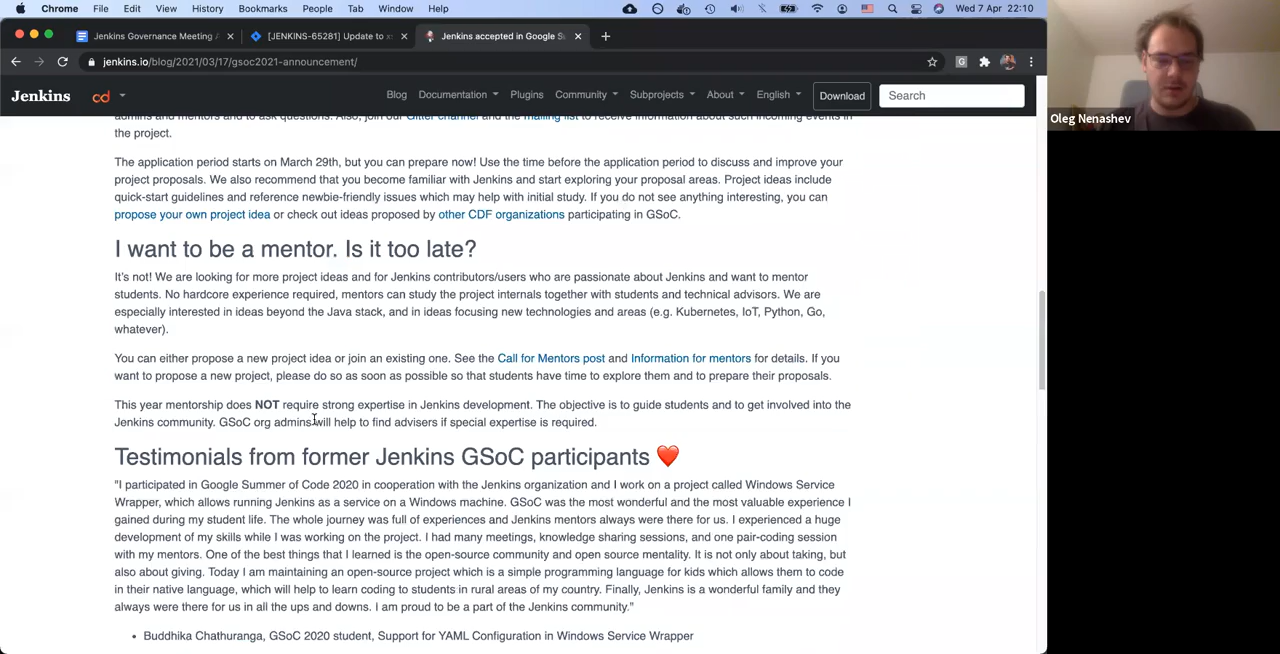 Chrome File Edit View History Bookmarks People Tab Window Help Wed 7 Apr 22:10
Jenkins Governance Meeting A [JENKINS-65281] Update to x Jenkins accepted in Google Su
jenkins.io/blog/2021/03/17/gsoc2021-announcement/
Jenkins cd Blog Documentation Plugins Community Subprojects About English Download Search
Oleg Nenashev
admins and mentors and to ask questions. Also, join our Gitter channel and the mailing list to receive information about such incoming events in
the project.
The application period starts on March 29th, but you can prepare now! Use the time before the application period to discuss and improve your
project proposals. We also recommend that you become familiar with Jenkins and start exploring your proposal areas. Project ideas include
quick-start guidelines and reference newbie-friendly issues which may help with initial study. If you do not see anything interesting, you can
propose your own project idea or check out ideas proposed by other CDF organizations participating in GSoC.
I want to be a mentor. Is it too late?
It's not! We are looking for more project ideas and for Jenkins contributors/users who are passionate about Jenkins and want to mentor
students. No hardcore experience required, mentors can study the project internals together with students and technical advisors. We are
especially interested in ideas beyond the Java stack, and in ideas focusing new technologies and areas (e.g. Kubernetes, IoT, Python, Go,
whatever).
You can either propose a new project idea or join an existing one. See the Call for Mentors post and Information for mentors for details. If you
want to propose a new project, please do so as soon as possible so that students have time to explore them and to prepare their proposals.
This year mentorship does NOT require strong expertise in Jenkins development. The objective is to guide students and to get involved into the
Jenkins community. GSoC org admins will help to find advisers if special expertise is required.
Testimonials from former Jenkins GSoC participants ❤️
"I participated in Google Summer of Code 2020 in cooperation with the Jenkins organization and I work on a project called Windows Service
Wrapper, which allows running Jenkins as a service on a Windows machine. GSoC was the most wonderful and the most valuable experience I
gained during my student life. The whole journey was full of experiences and Jenkins mentors always were there for us. I experienced a huge
development of my skills while I was working on the project. I had many meetings, knowledge sharing sessions, and one pair-coding session
with my mentors. One of the best things that I learned is the open-source community and open source mentality. It is not only about taking, but
also about giving. Today I am maintaining an open-source project which is a simple programming language for kids which allows them to code
in their native language, which will help to learn coding to students in rural areas of my country. Finally, Jenkins is a wonderful family and they
always were there for us in all the ups and downs. I am proud to be a part of the Jenkins community."
• Buddhika Chathuranga, GSoC 2020 student, Support for YAML Configuration in Windows Service Wrapper